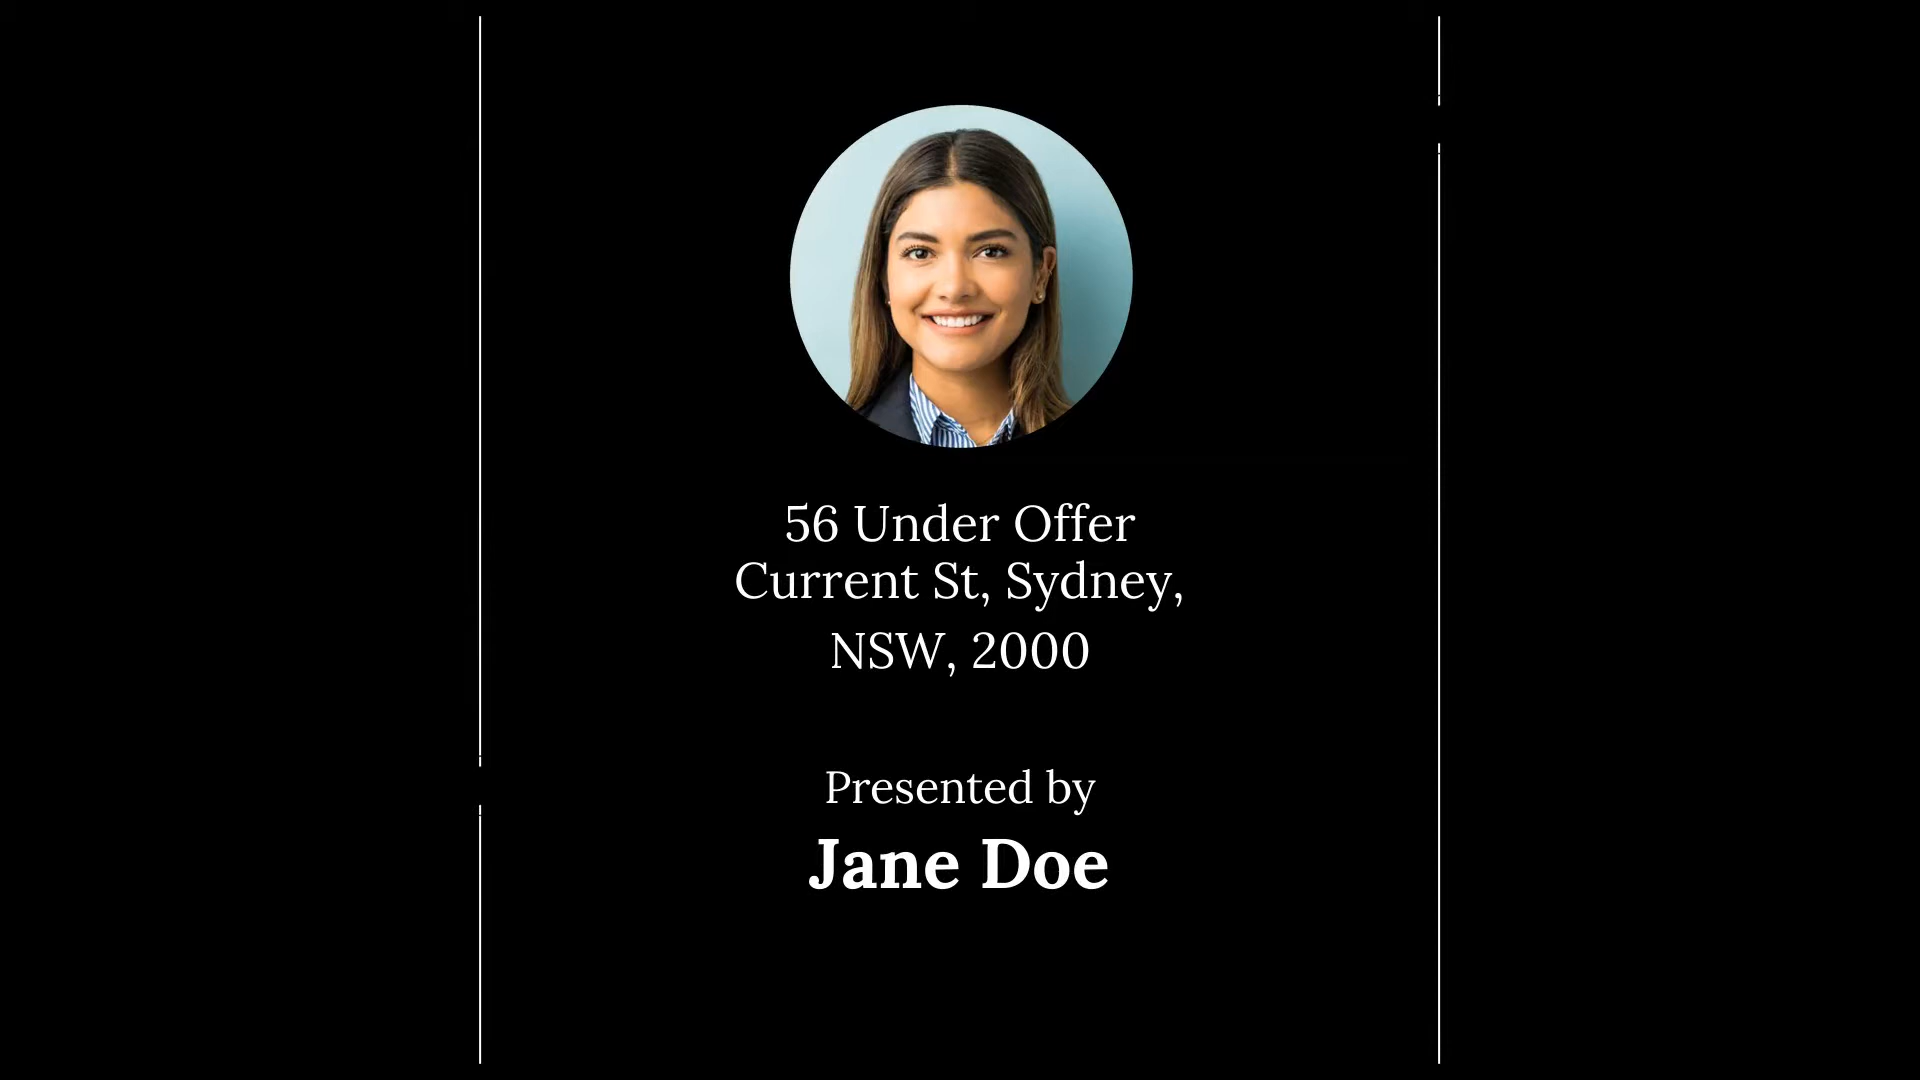 56 Under Offer
Current St, Sydney,
NSW, 2000
Presented by
Jane Doe